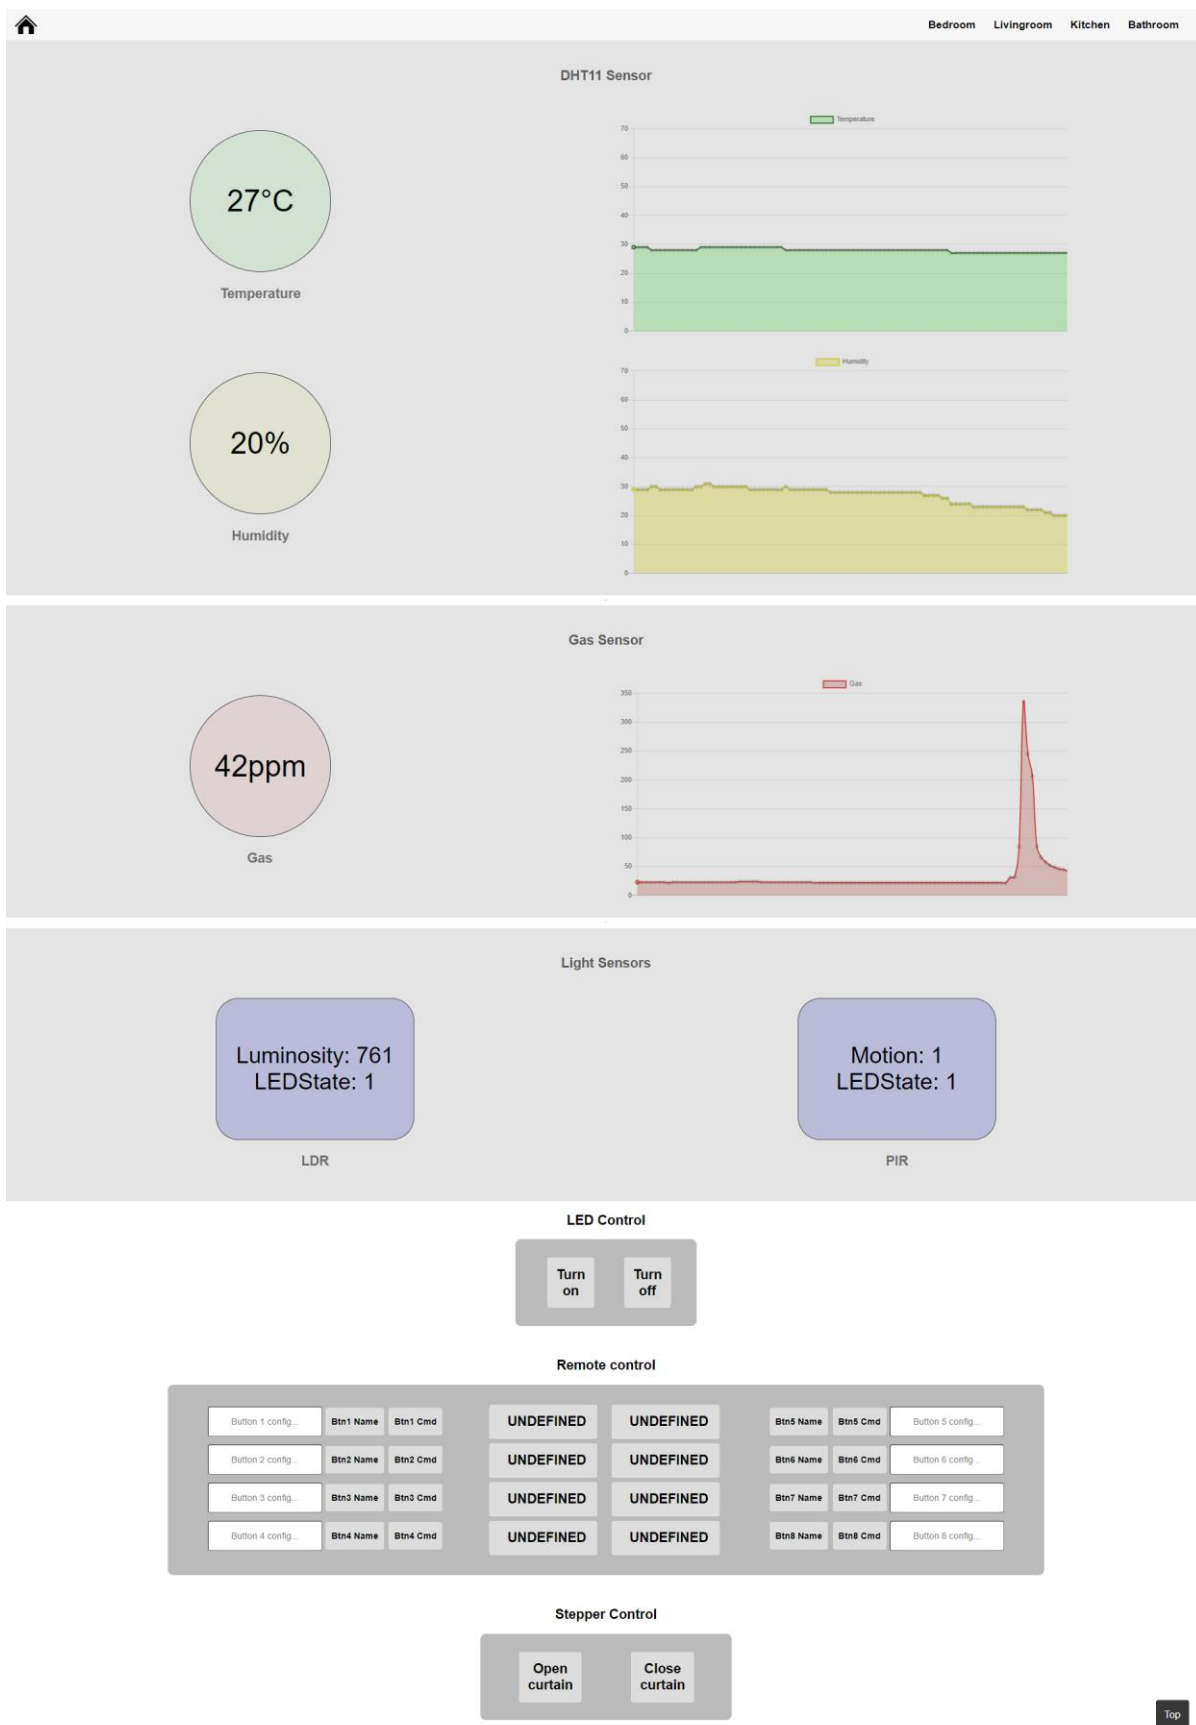 Bedroom Livingroom Kitchen Bathroom
DHT11 Sensor
27°C
Temperature
Temperature
70
60
50
40
30
20
10
0
20%
Humidity
Humidity
70
60
50
40
30
20
10
0
Gas Sensor
42ppm
Gas
Gas
350
300
250
200
150
100
50
0
Light Sensors
Luminosity: 761
LEDState: 1
LDR
Motion: 1
LEDState: 1
PIR
LED Control
Turn
on
Turn
off
Remote control
Button 1 config... Btn1 Name Btn1 Cmd UNDEFINED UNDEFINED Btn5 Name Btn5 Cmd Button 5 config...
Button 2 config... Btn2 Name Btn2 Cmd UNDEFINED UNDEFINED Btn6 Name Btn6 Cmd Button 6 config...
Button 3 config... Btn3 Name Btn3 Cmd UNDEFINED UNDEFINED Btn7 Name Btn7 Cmd Button 7 config...
Button 4 config... Btn4 Name Btn4 Cmd UNDEFINED UNDEFINED Btn8 Name Btn8 Cmd Button 8 config...
Stepper Control
Open
curtain
Close
curtain
Top